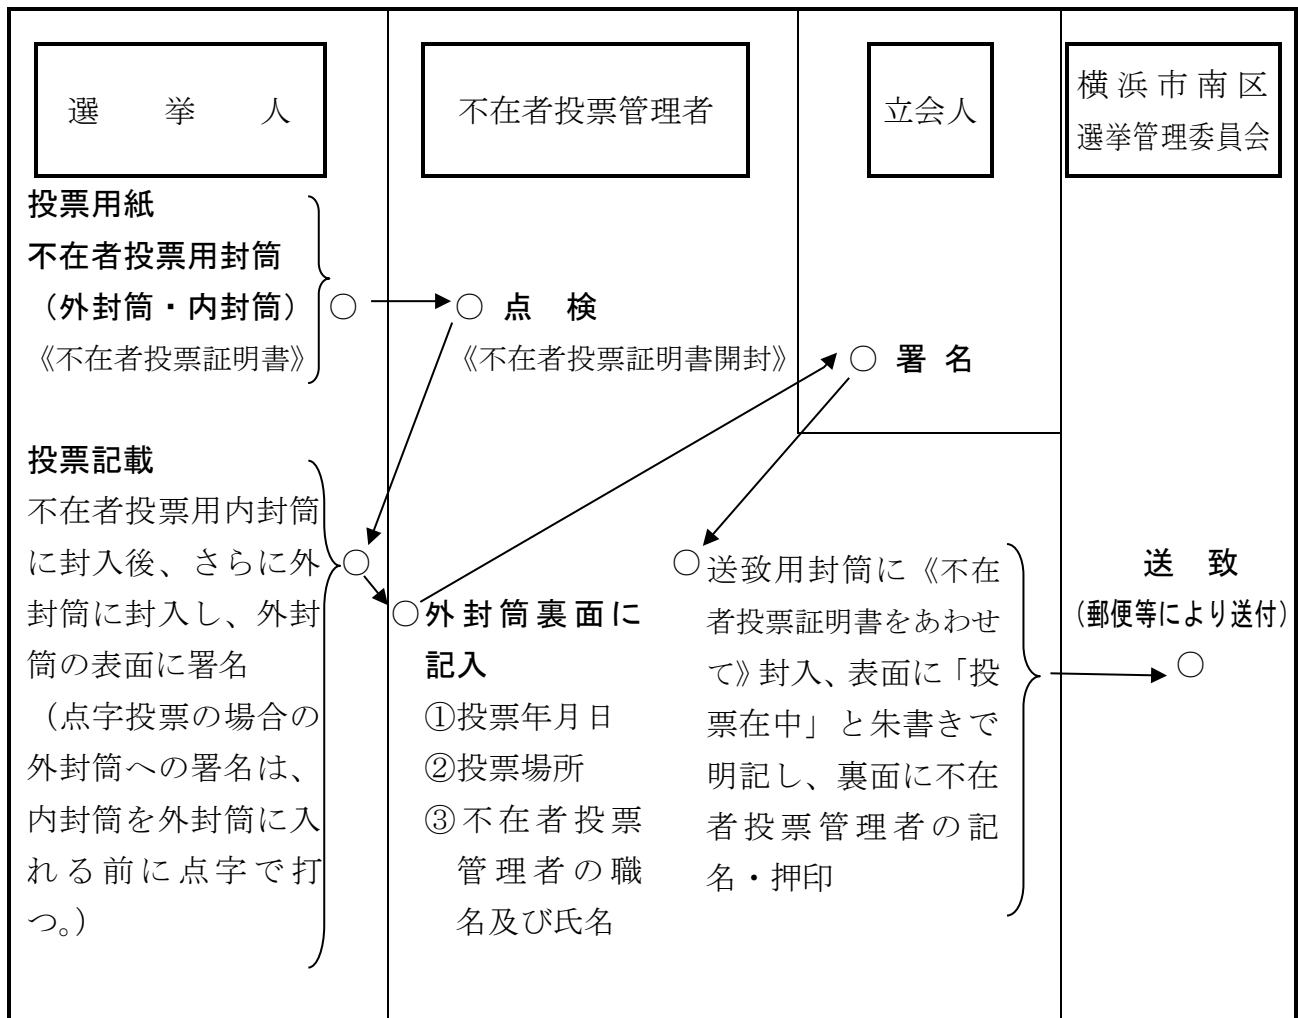 選挙人
不在者投票管理者
立会人
横浜市南区
選挙管理委員会
投票用紙
不在者投票用封筒
（外封筒・内封筒）
《不在者投票証明書》
○
○ 点 検
《不在者投票証明書開封》
○ 署 名
投票記載
不在者投票用内封筒
に封入後、さらに外
封筒に封入し、外封
筒の表面に署名
（点字投票の場合の
外封筒への署名は、
内封筒を外封筒に入
れる前に点字で打
つ。）
○
○外封筒裏面に
記入
①投票年月日
②投票場所
③不在者投票
管理者の職
名及び氏名
○送致用封筒に《不在
者投票証明書をあわせ
て》封入、表面に「投
票在中」と朱書きで
明記し、裏面に不在
者投票管理者の記
名・押印
送 致
（郵便等により送付）
○